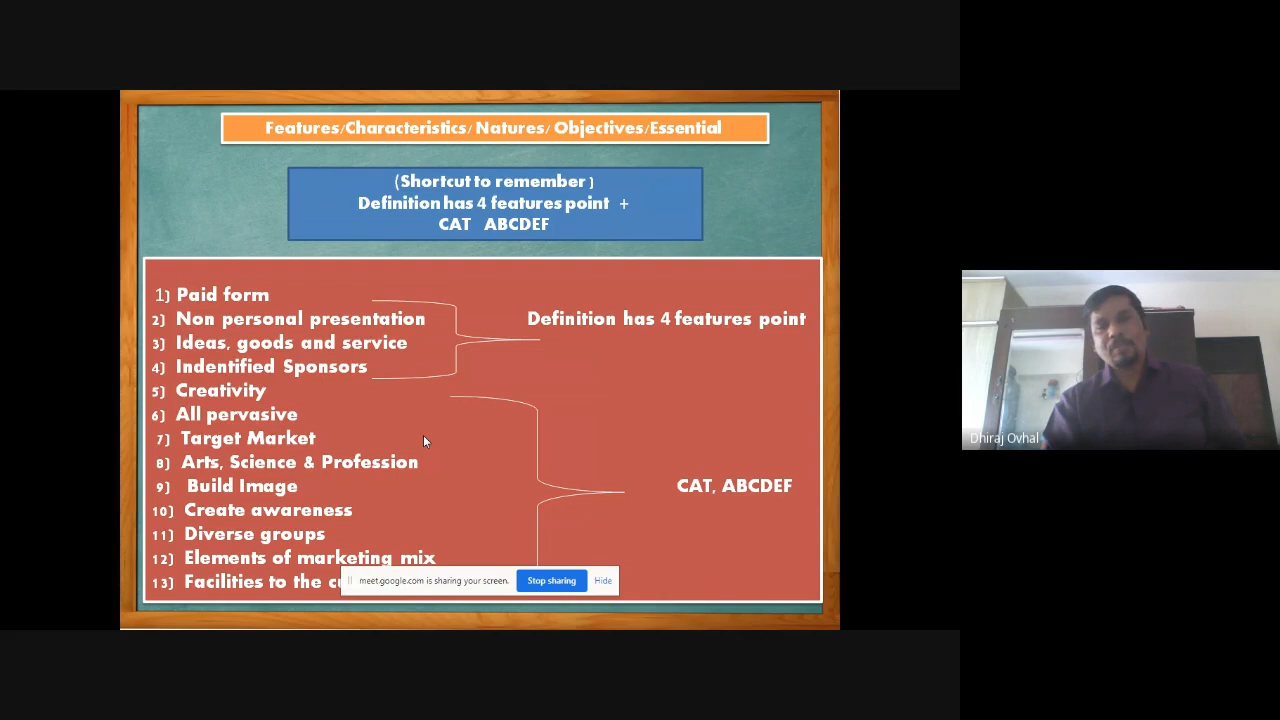 Features/Characteristics/ Natures/ Objectives/Essential
(Shortcut to remember )
Definition has 4 features point +
CAT ABCDEF
1) Paid form
2) Non personal presentation
3) Ideas, goods and service
4) Indentified Sponsors
Definition has 4 features point
5) Creativity
6) All pervasive
7) Target Market
8) Arts, Science & Profession
9) Build Image
10) Create awareness
11) Diverse groups
12) Elements of marketing mix
13) Facilities to the
CAT, ABCDEF
meet.google.com is sharing your screen. Stop sharing Hide
Dhiraj Ovhal